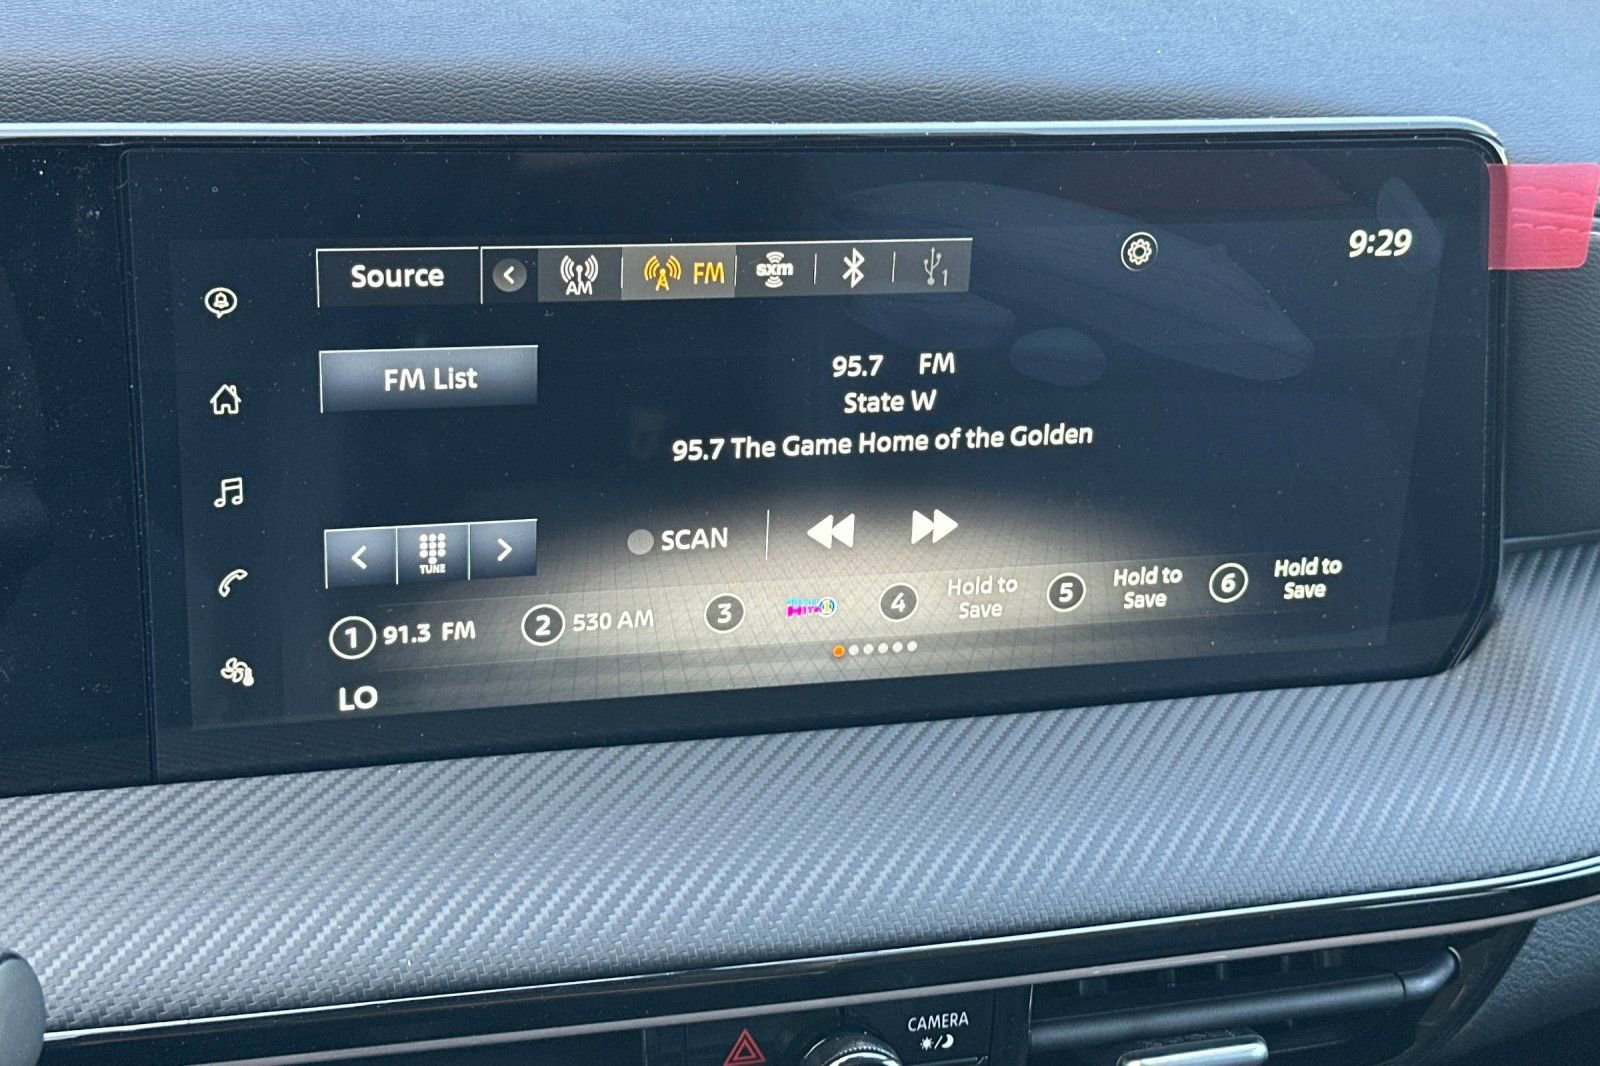 9:29
Source
AM
FM
sxm
1
FM List
95.7 FM
State W
95.7 The Game Home of the Golden
TUNE
SCAN
1 91.3 FM
2 530 AM
3
4 Hold to
Save
5 Hold to
Save
6 Hold to
Save
LO
CAMERA